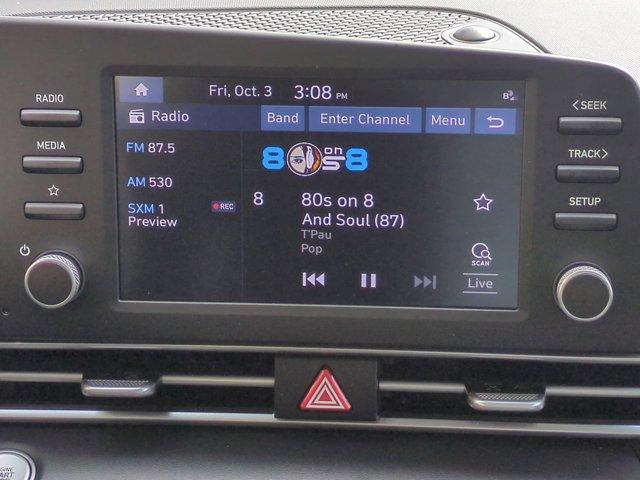 Fri, Oct. 3 3:08 PM
RADIO
MEDIA
Radio Band Enter Channel Menu
FM 87.5
AM 530
SXM 1 REC
Preview
80s on 8
8 80s on 8
And Soul (87)
T'Pau
Pop
SCAN
Live
<SEEK
TRACK>
SETUP